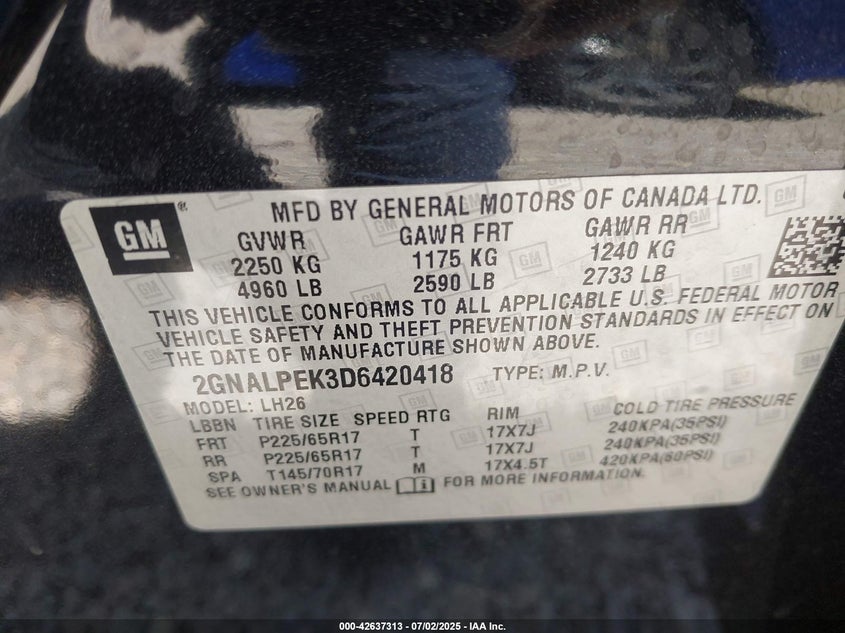 GM®
MFD BY GENERAL MOTORS OF CANADA LTD.
GVWR GAWR FRT GAWR RR
2250 KG 1175 KG 1240 KG
4960 LB 2590 LB 2733 LB
THIS VEHICLE CONFORMS TO ALL APPLICABLE U.S. FEDERAL MOTOR
VEHICLE SAFETY AND THEFT PREVENTION STANDARDS IN EFFECT ON
THE DATE OF MANUFACTURE SHOWN ABOVE.
2GNALPEK3D6420418 TYPE: M.P.V.
MODEL: LH26
LBBN TIRE SIZE SPEED RTG RIM COLD TIRE PRESSURE
FRT P225/65R17 T 17X7J 240KPA(35PSI)
RR P225/65R17 T 17X7J 240KPA(35PSI)
SPA T145/70R17 M 17X4.5T 420KPA(60PSI)
SEE OWNER'S MANUAL FOR MORE INFORMATION.
000-42637313 - 07/02/2025 - IAA Inc.